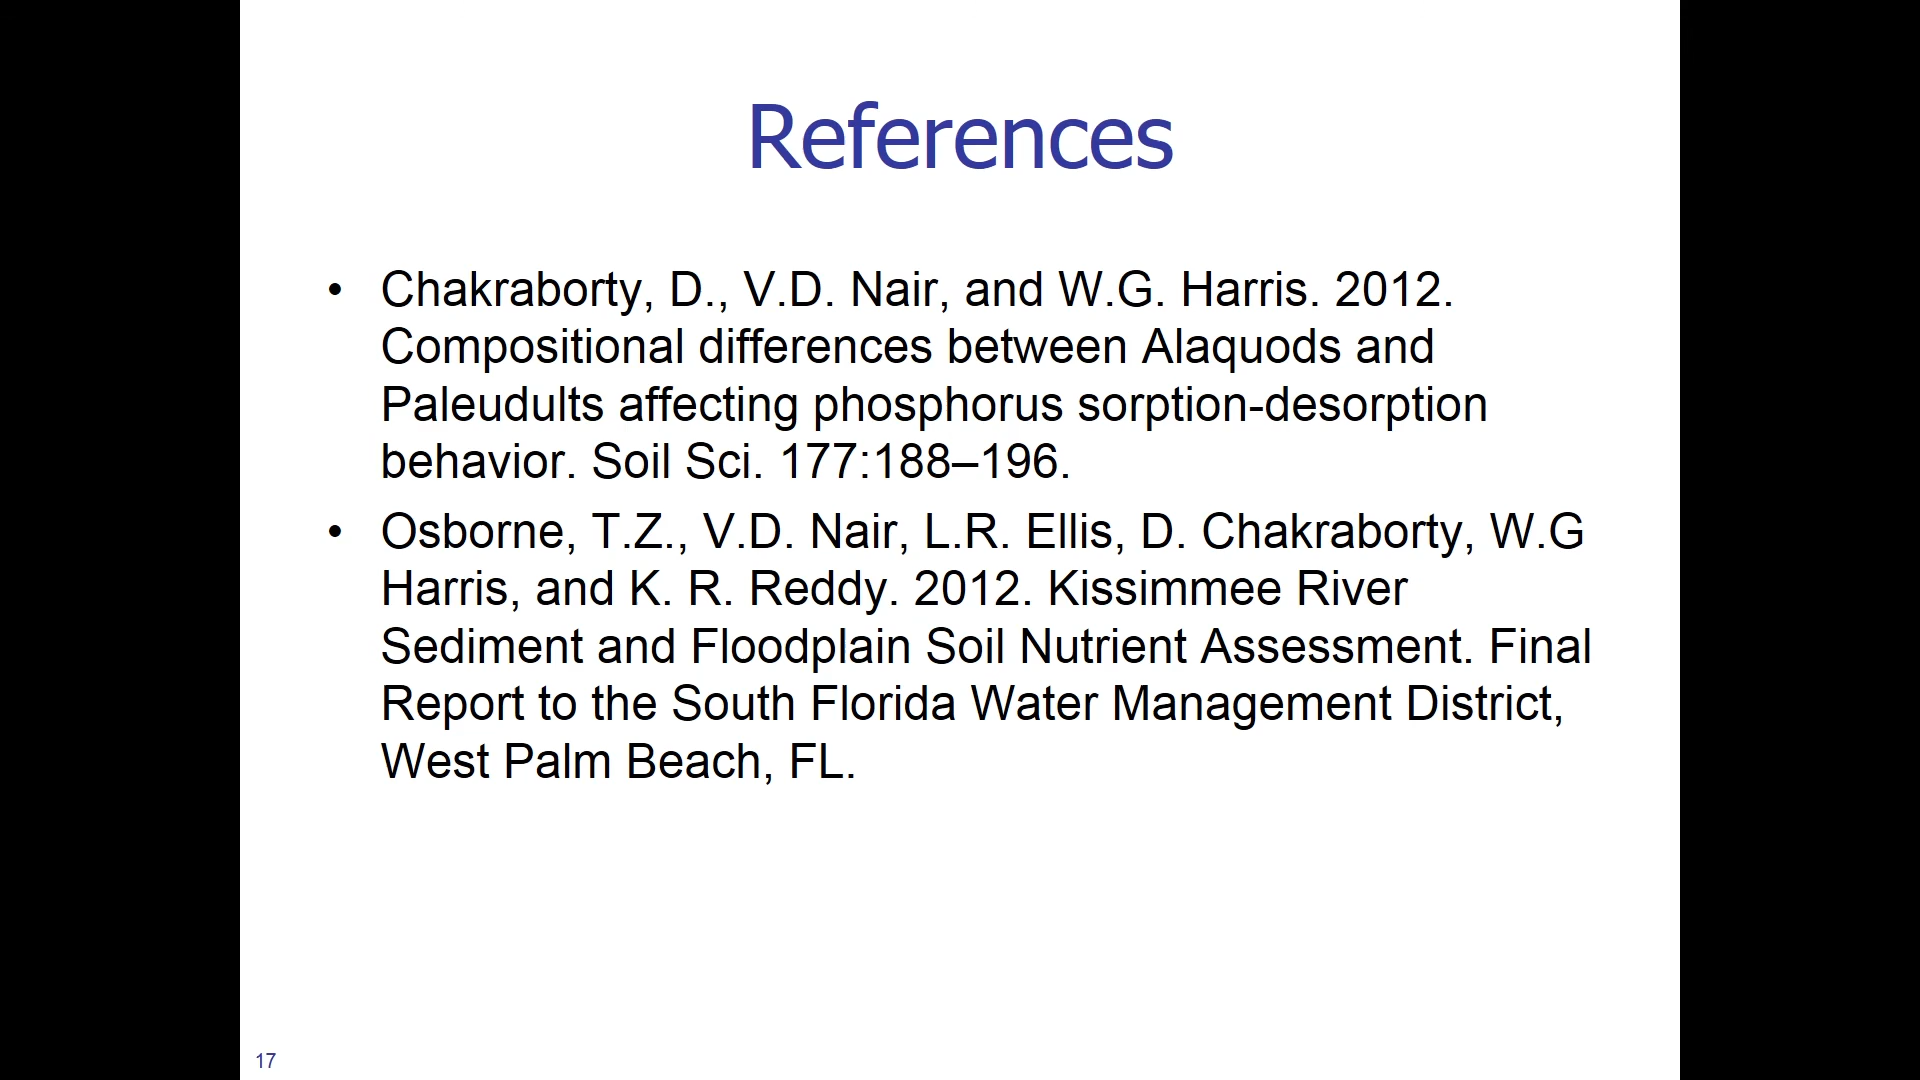 References
• Chakraborty, D., V.D. Nair, and W.G. Harris. 2012.
Compositional differences between Alaquods and
Paleudults affecting phosphorus sorption-desorption
behavior. Soil Sci. 177:188–196.
• Osborne, T.Z., V.D. Nair, L.R. Ellis, D. Chakraborty, W.G
Harris, and K. R. Reddy. 2012. Kissimmee River
Sediment and Floodplain Soil Nutrient Assessment. Final
Report to the South Florida Water Management District,
West Palm Beach, FL.
17